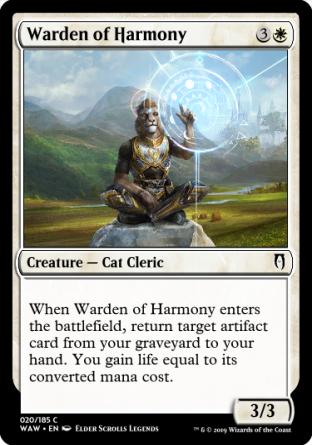 Warden of Harmony 3
Creature — Cat Cleric
When Warden of Harmony enters
the battlefield, return target artifact
card from your graveyard to your
hand. You gain life equal to its
converted mana cost.
3/3
020/185 C
WAW • EN ELDER SCROLLS LEGENDS
™ & © 2019 Wizards of the Coast